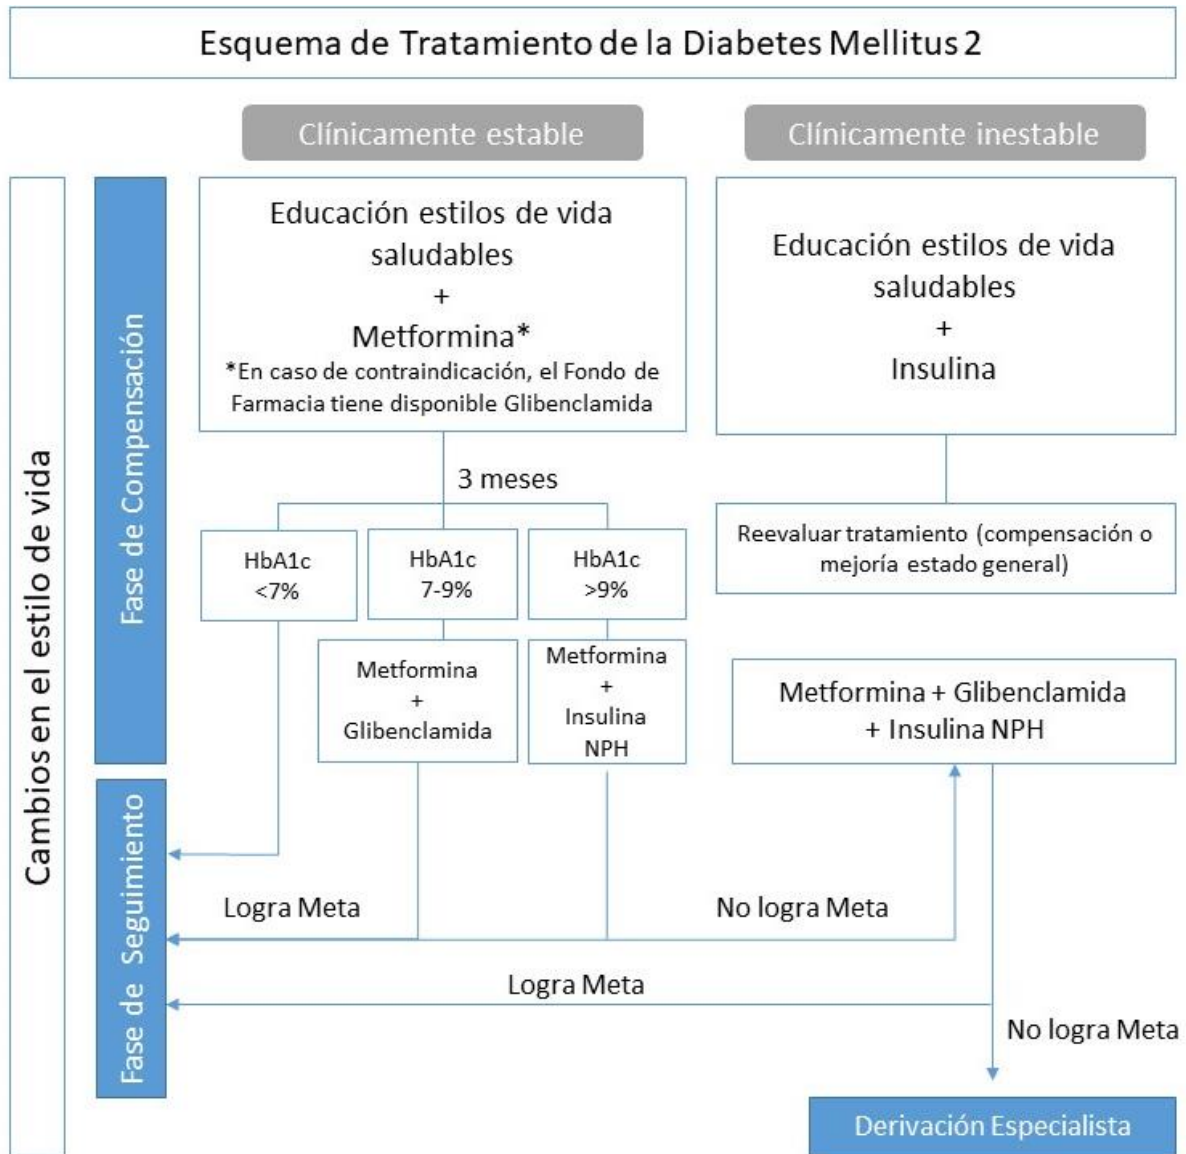 Esquema de Tratamiento de la Diabetes Mellitus 2
Clínicamente estable
Clínicamente inestable
Cambios en el estilo de vida
Fase de Compensación
Educación estilos de vida
saludables
+
Metformina*
*En caso de contraindicación, el Fondo de
Farmacia tiene disponible Glibenclamida
Educación estilos de vida
saludables
+
Insulina
3 meses
HbA1c
<7%
HbA1c
7-9%
HbA1c
>9%
Reevaluar tratamiento (compensación o
mejoría estado general)
Metformina
+
Glibenclamida
Metformina
+
Insulina
NPH
Metformina + Glibenclamida
+ Insulina NPH
Fase de Seguimiento
Logra Meta
No logra Meta
Logra Meta
No logra Meta
Derivación Especialista